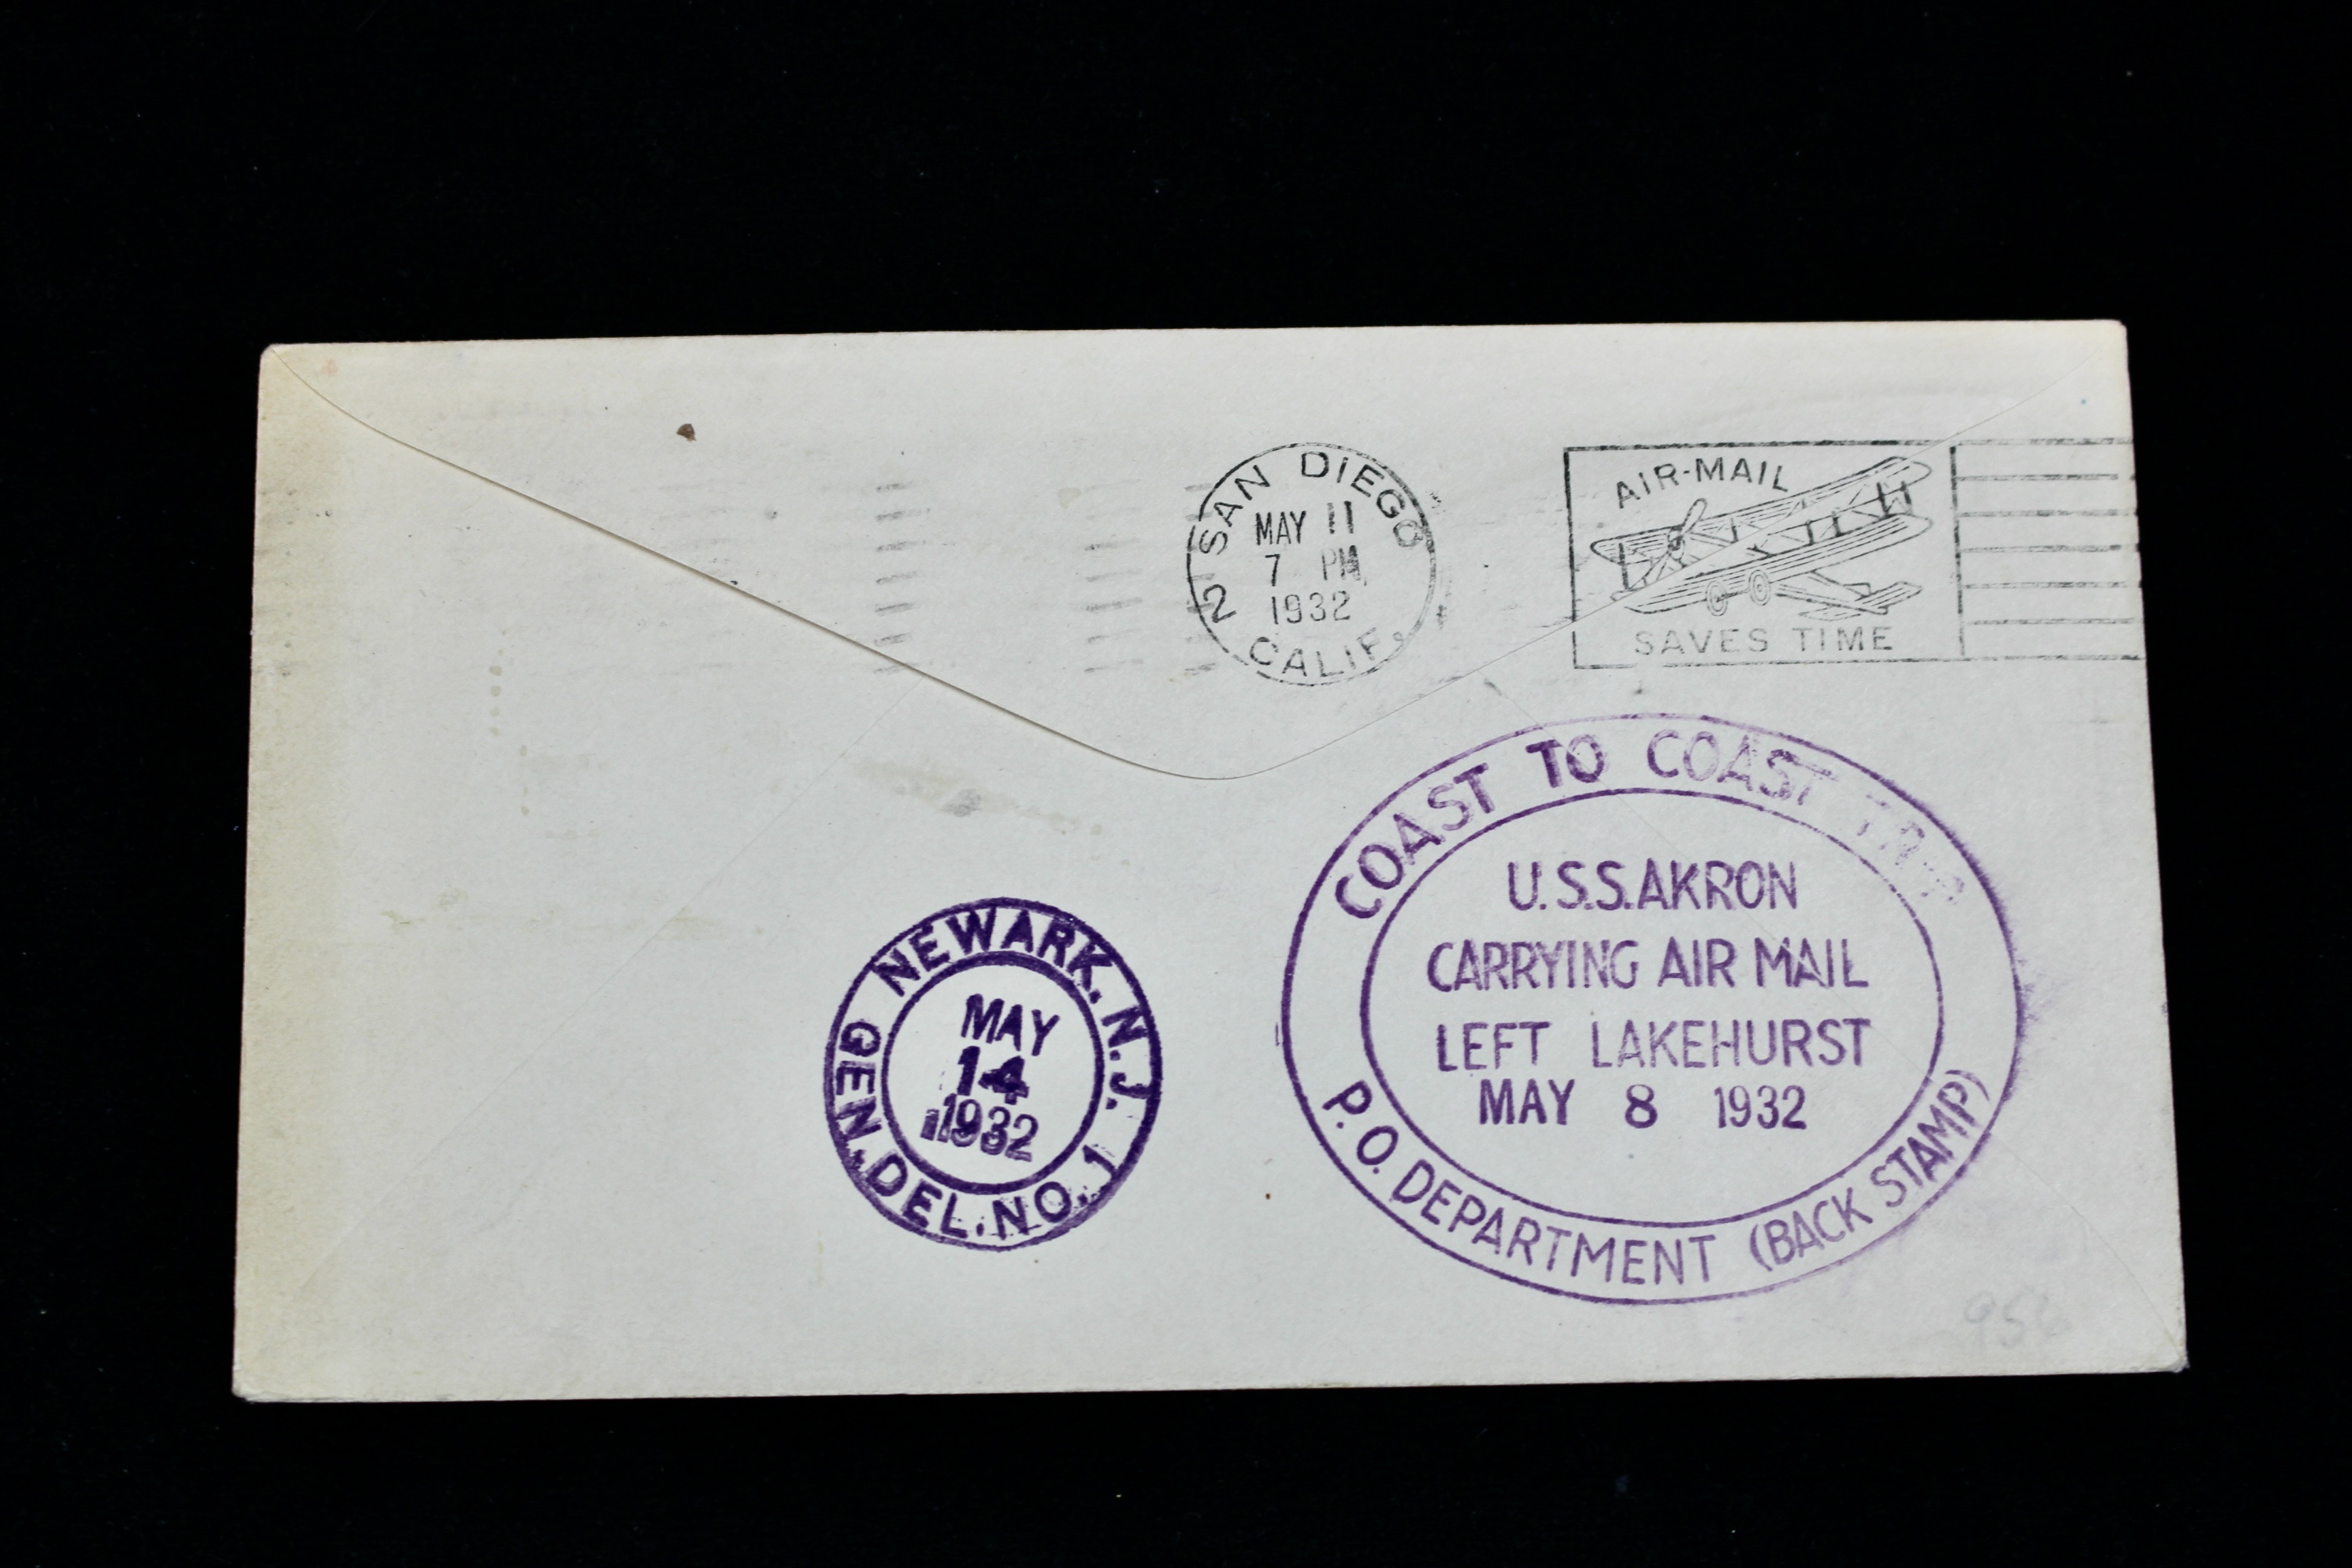 SAN DIEGO
2
MAY 11
7 PM
1932
CALIF.
AIR-MAIL
SAVES TIME
COAST TO COAST TRIP
U.S.S. AKRON
CARRYING AIR MAIL
LEFT LAKEHURST
MAY 8 1932
P.O. DEPARTMENT (BACK STAMP)
NEWARK. N.J.
MAY
14
1932
GEN. DEL. NO. 1